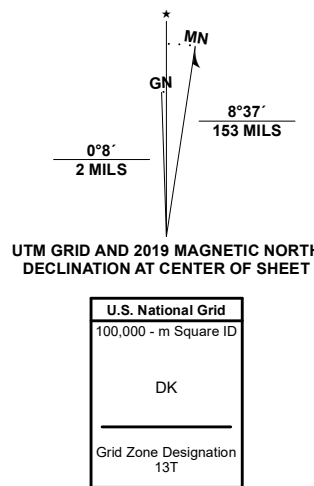 MN
GN
8°37´
153 MILS
0°8´
2 MILS
UTM GRID AND 2019 MAGNETIC NORTH
DECLINATION AT CENTER OF SHEET
U.S. National Grid
100,000 - m Square ID
DK
Grid Zone Designation
13T